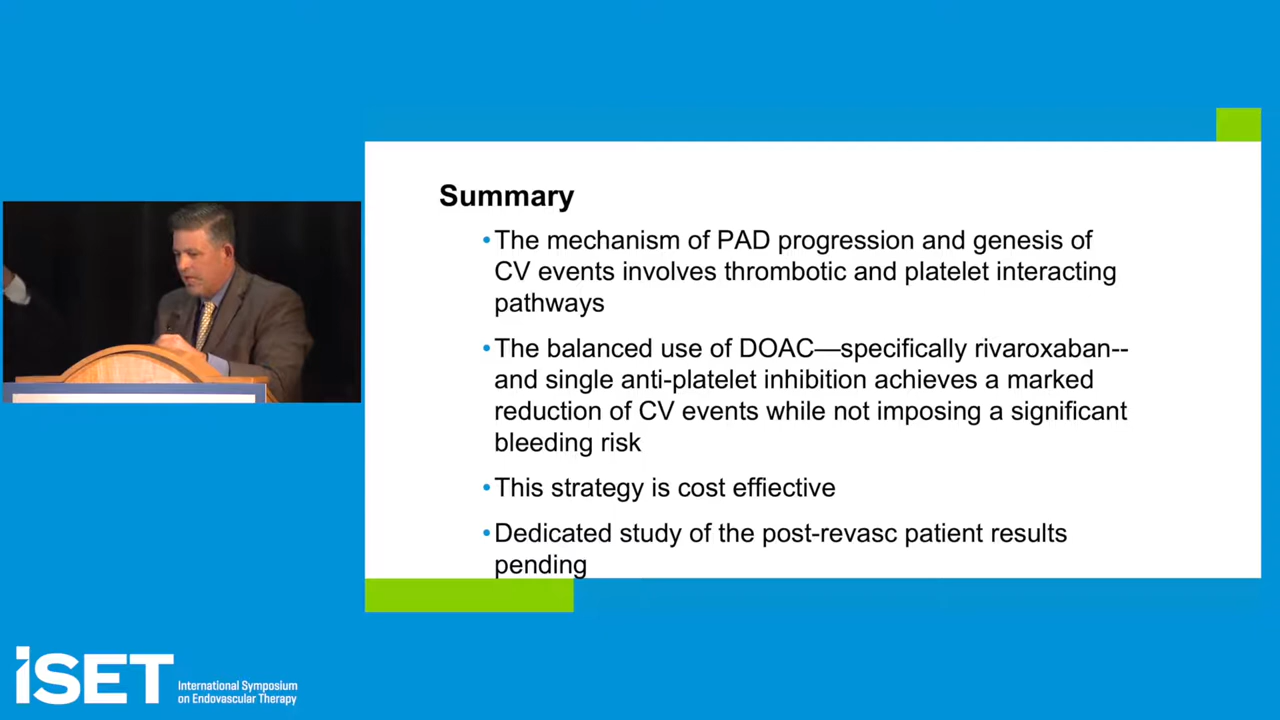 Summary
•The mechanism of PAD progression and genesis of
CV events involves thrombotic and platelet interacting
pathways
•The balanced use of DOAC—specifically rivaroxaban--
and single anti-platelet inhibition achieves a marked
reduction of CV events while not imposing a significant
bleeding risk
•This strategy is cost effiective
•Dedicated study of the post-revasc patient results
pending
iSET
International Symposium
on Endovascular Therapy